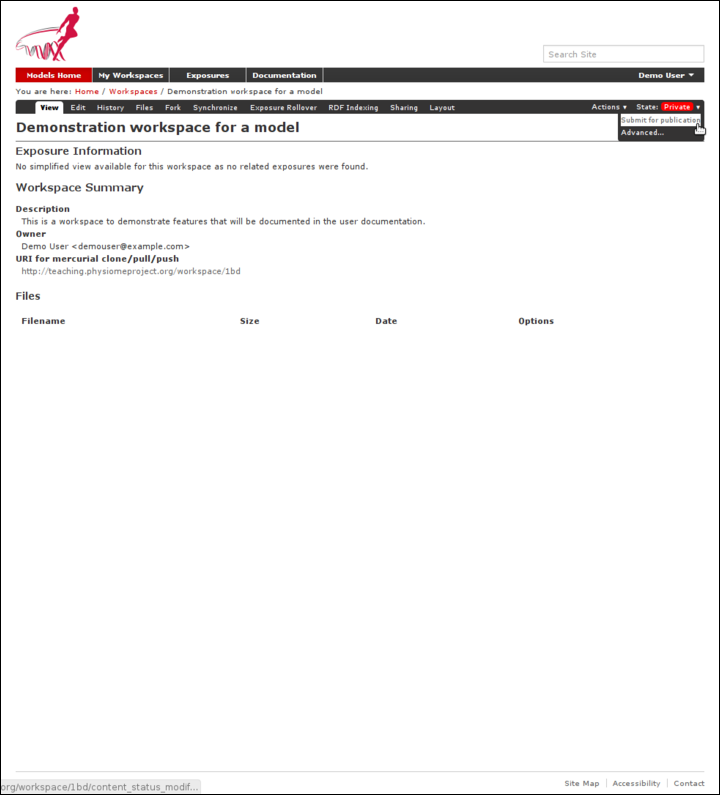 Search Site
Models Home My Workspaces Exposures Documentation Demo User ▼
You are here: Home / Workspaces / Demonstration workspace for a model
View Edit History Files Fork Synchronize Exposure Rollover RDF Indexing Sharing Layout Actions ▼ State: Private ▼
Submit for publication
Advanced...
Demonstration workspace for a model
Exposure Information
No simplified view available for this workspace as no related exposures were found.
Workspace Summary
Description
This is a workspace to demonstrate features that will be documented in the user documentation.
Owner
Demo User <demouser@example.com>
URI for mercurial clone/pull/push
http://teaching.physiomeproject.org/workspace/1bd
Files
Filename Size Date Options
Site Map Accessibility Contact
org/workspace/1bd/content_status_modif...